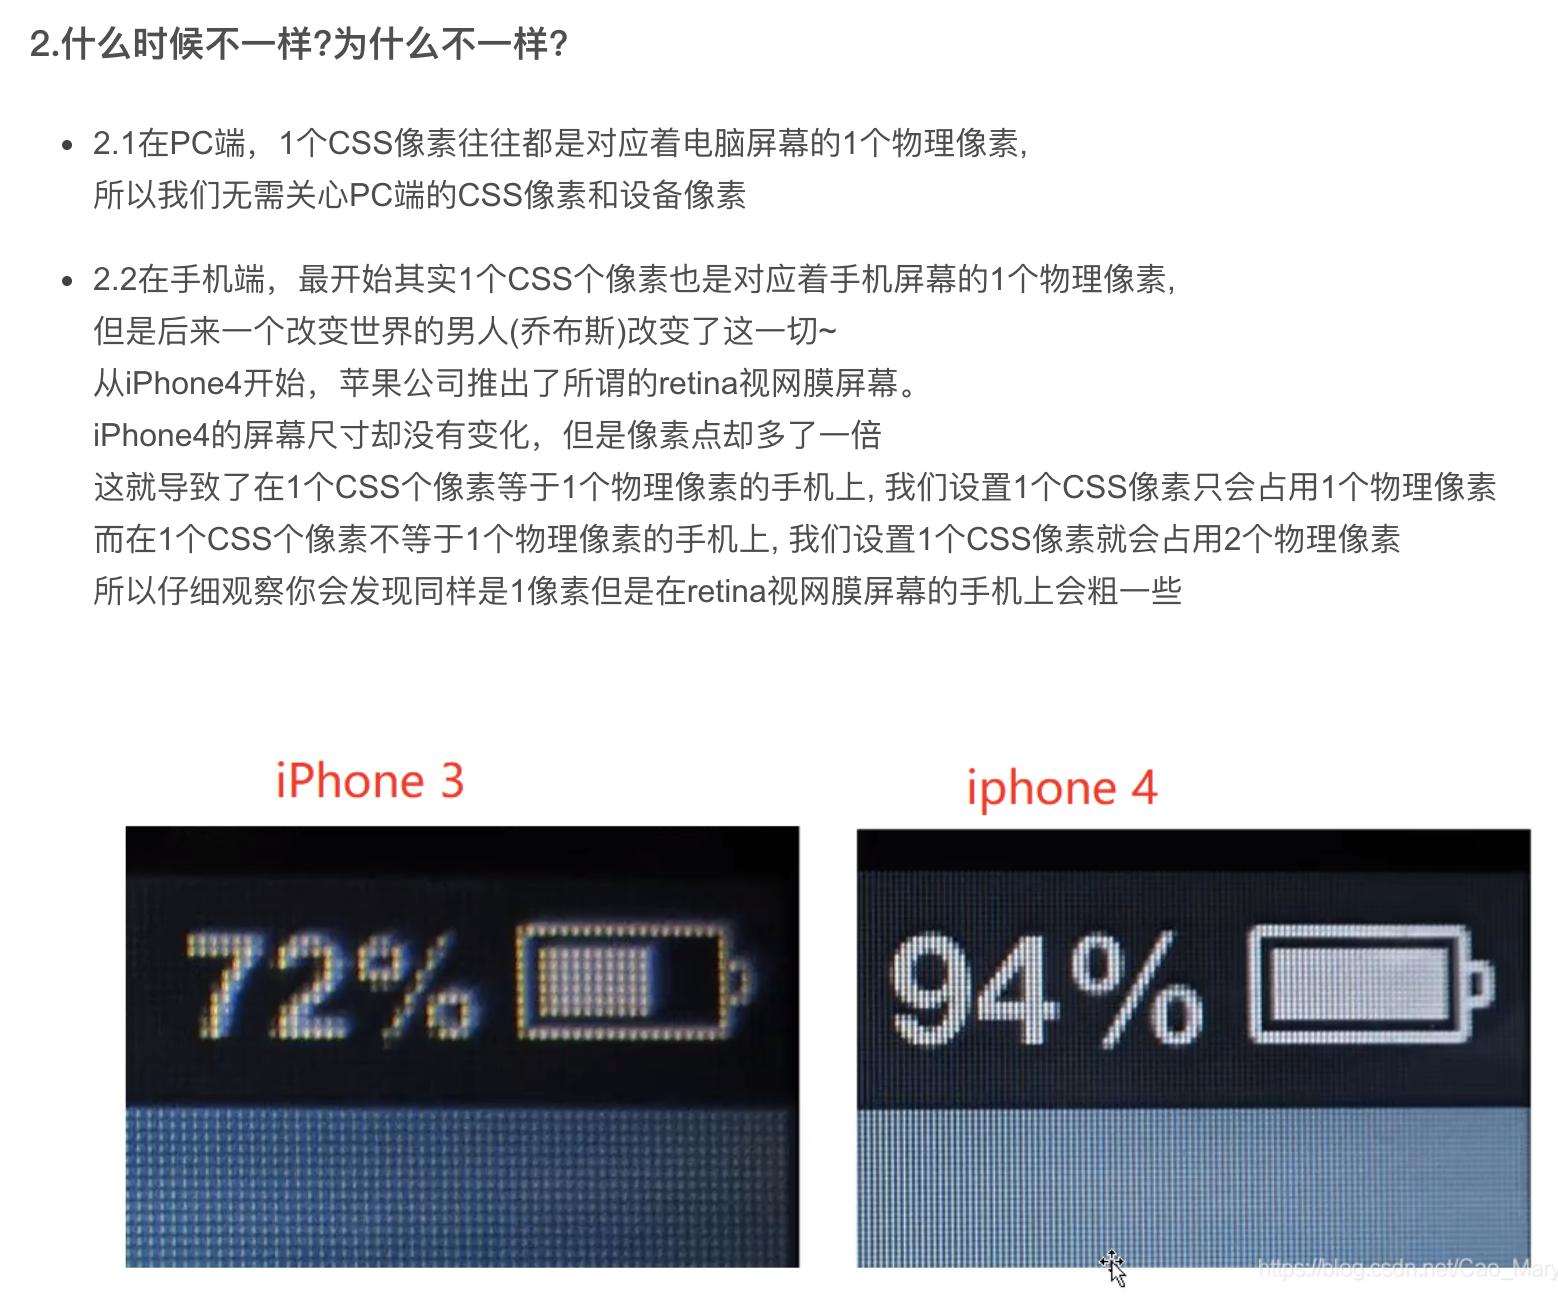 2.什么时候不一样?为什么不一样?
2.1在PC端，1个CSS像素往往都是对应着电脑屏幕的1个物理像素,
所以我们无需关心PC端的CSS像素和设备像素
2.2在手机端，最开始其实1个CSS个像素也是对应着手机屏幕的1个物理像素,
但是后来一个改变世界的男人(乔布斯)改变了这一切~
从iPhone4开始，苹果公司推出了所谓的retina视网膜屏幕。
iPhone4的屏幕尺寸却没有变化，但是像素点却多了一倍
这就导致了在1个CSS个像素等于1个物理像素的手机上, 我们设置1个CSS像素只会占用1个物理像素
而在1个CSS个像素不等于1个物理像素的手机上, 我们设置1个CSS像素就会占用2个物理像素
所以仔细观察你会发现同样是1像素但是在retina视网膜屏幕的手机上会粗一些
iPhone 3
iphone 4
72%
94%
https://blog.csdn.net/Cao_Mary